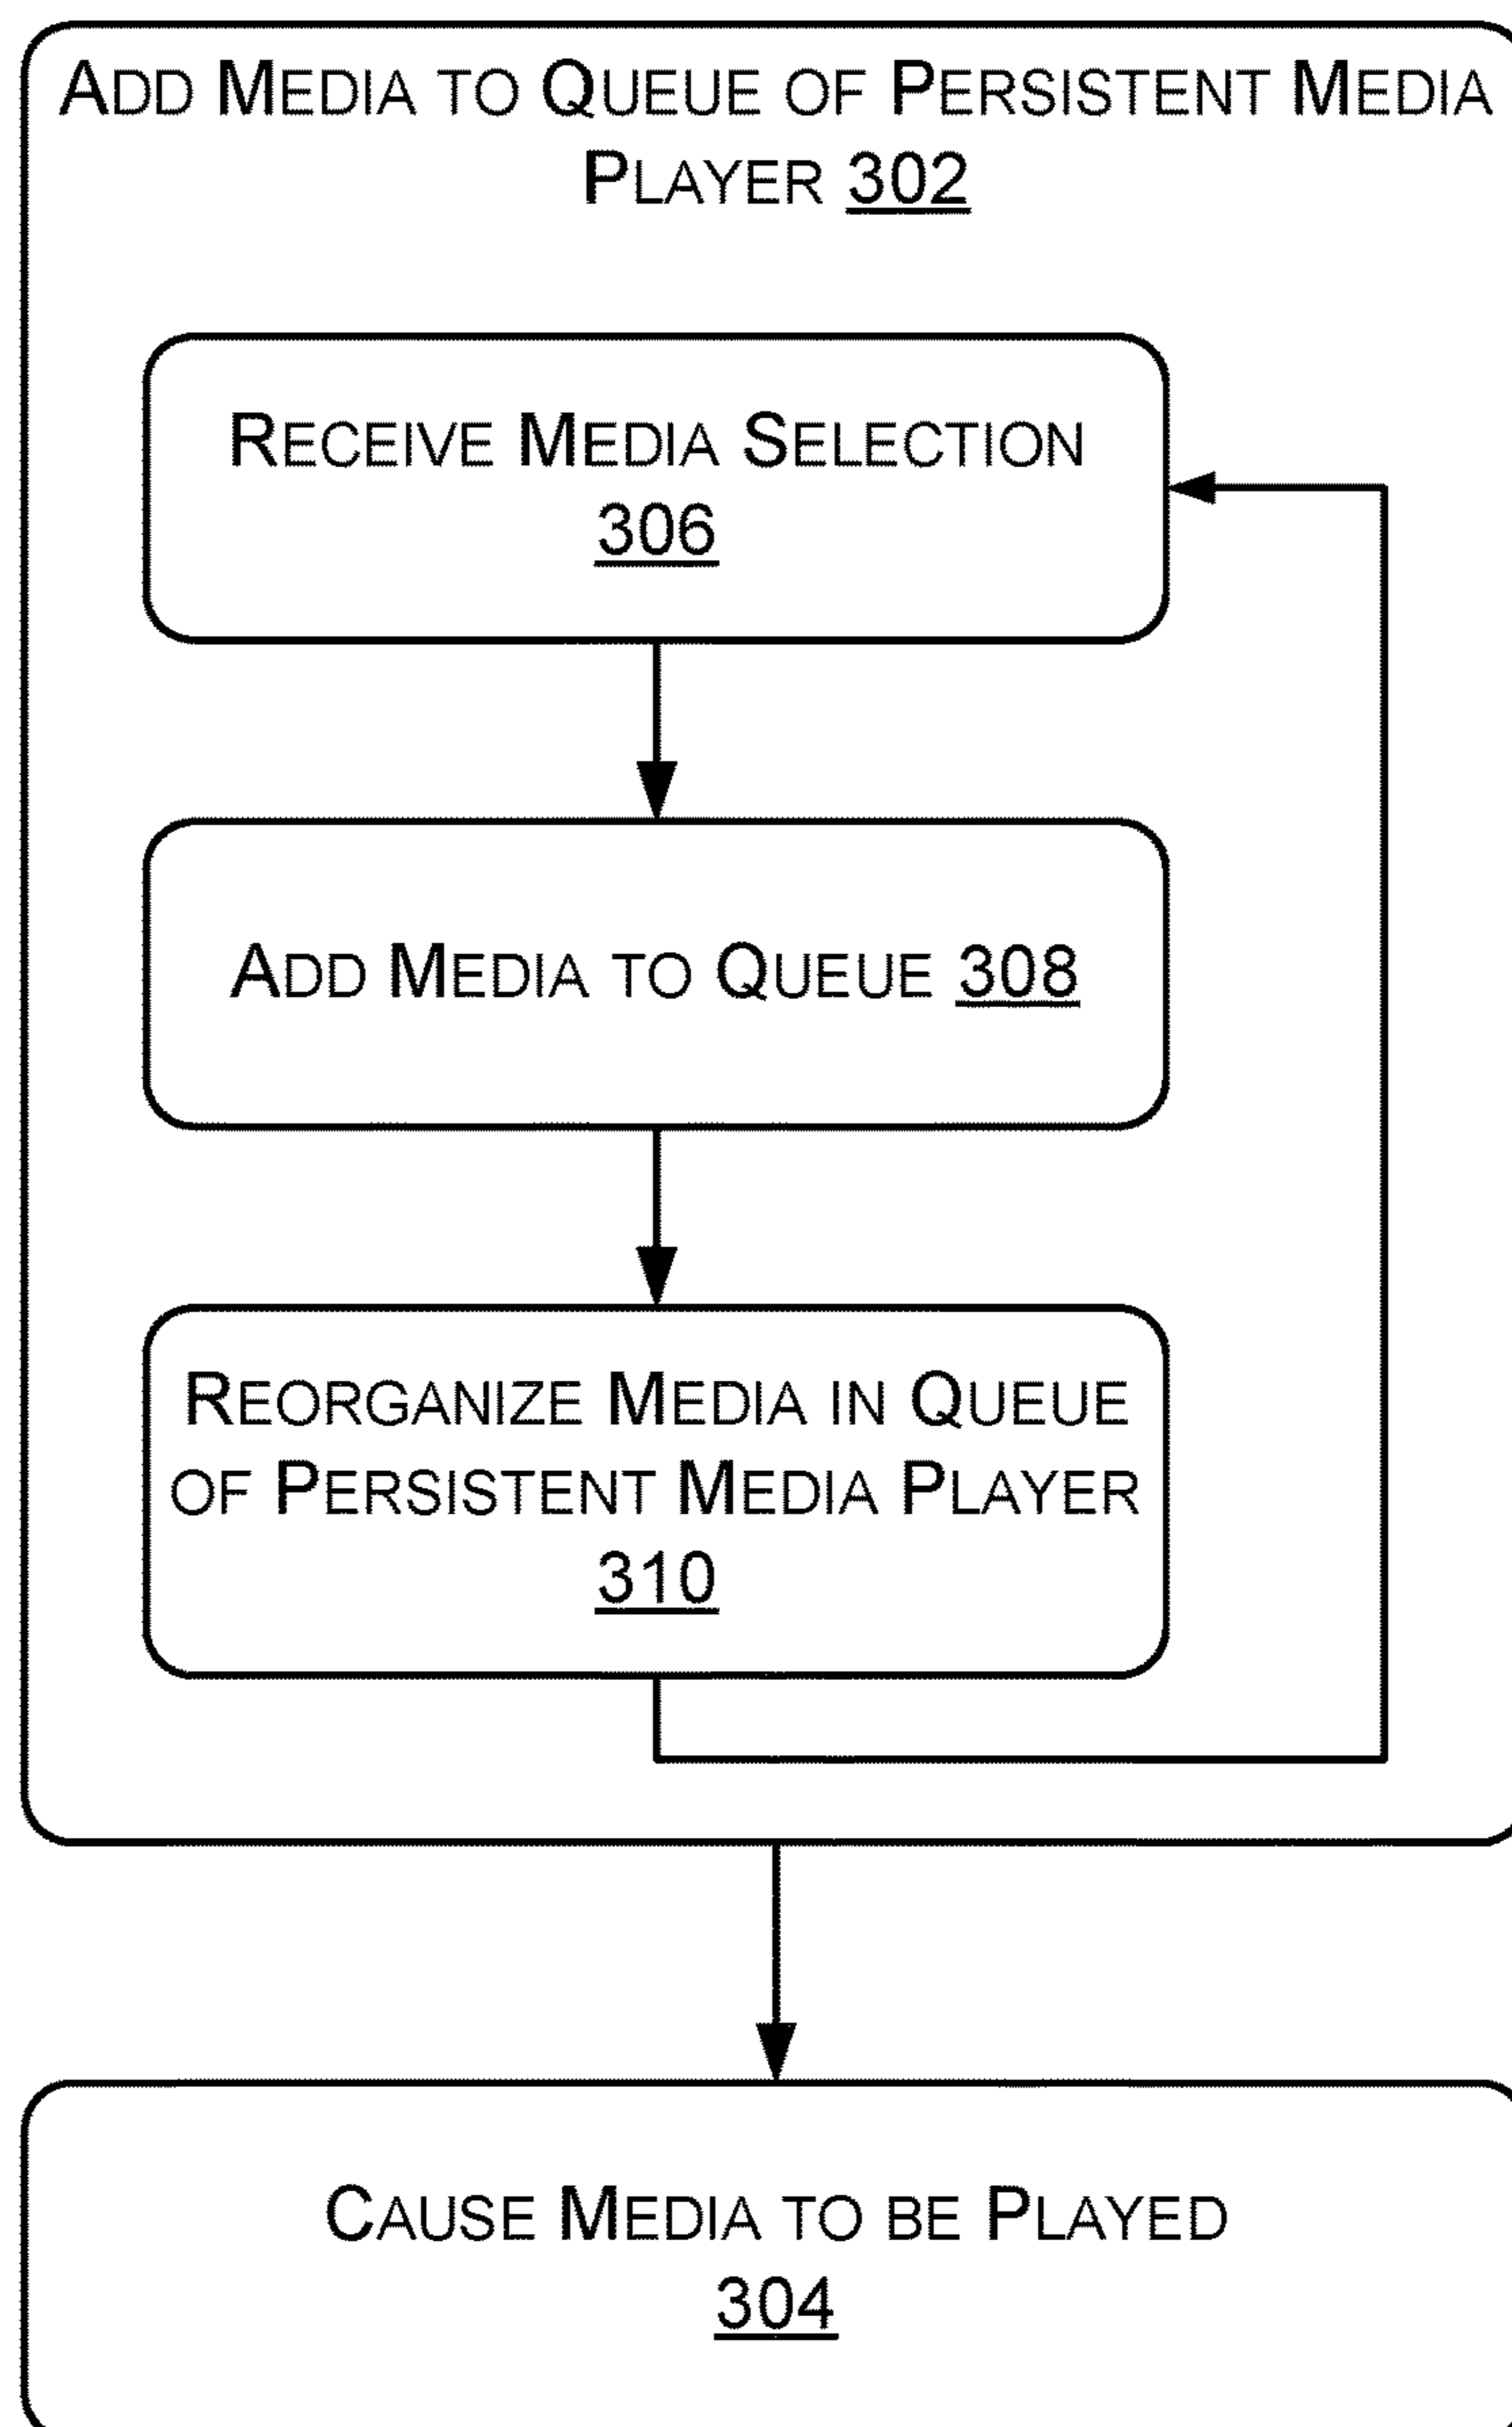 ADD MEDIA TO QUEUE OF PERSISTENT MEDIA
PLAYER 302
RECEIVE MEDIA SELECTION
306
ADD MEDIA TO QUEUE 308
REORGANIZE MEDIA IN QUEUE
OF PERSISTENT MEDIA PLAYER
310
CAUSE MEDIA TO BE PLAYED
304